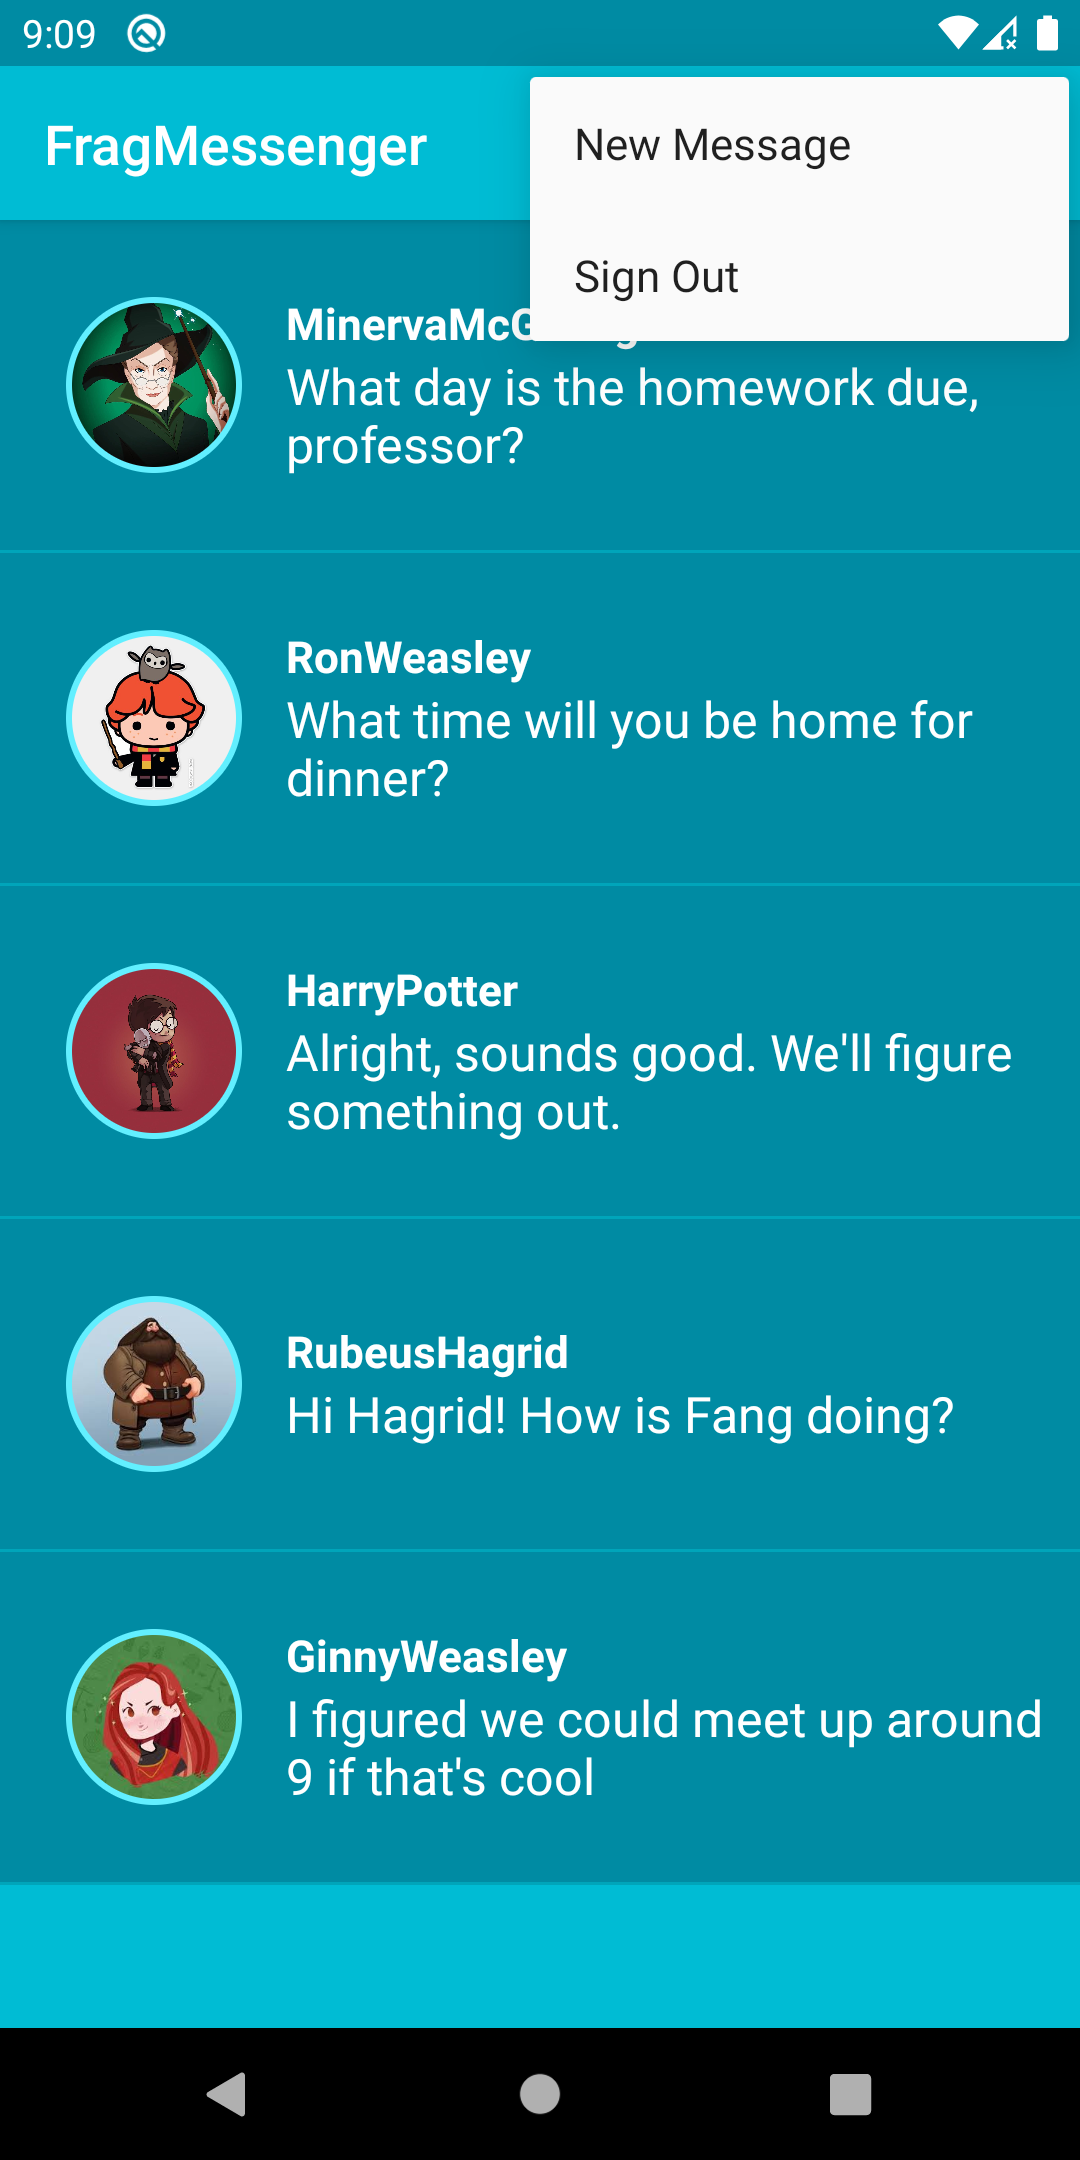 9:09
FragMessenger
New Message
Sign Out
What day is the homework due,
professor?
RonWeasley
What time will you be home for
dinner?
HarryPotter
Alright, sounds good. We'll figure
something out.
RubeusHagrid
Hi Hagrid! How is Fang doing?
GinnyWeasley
I figured we could meet up around
9 if that's cool